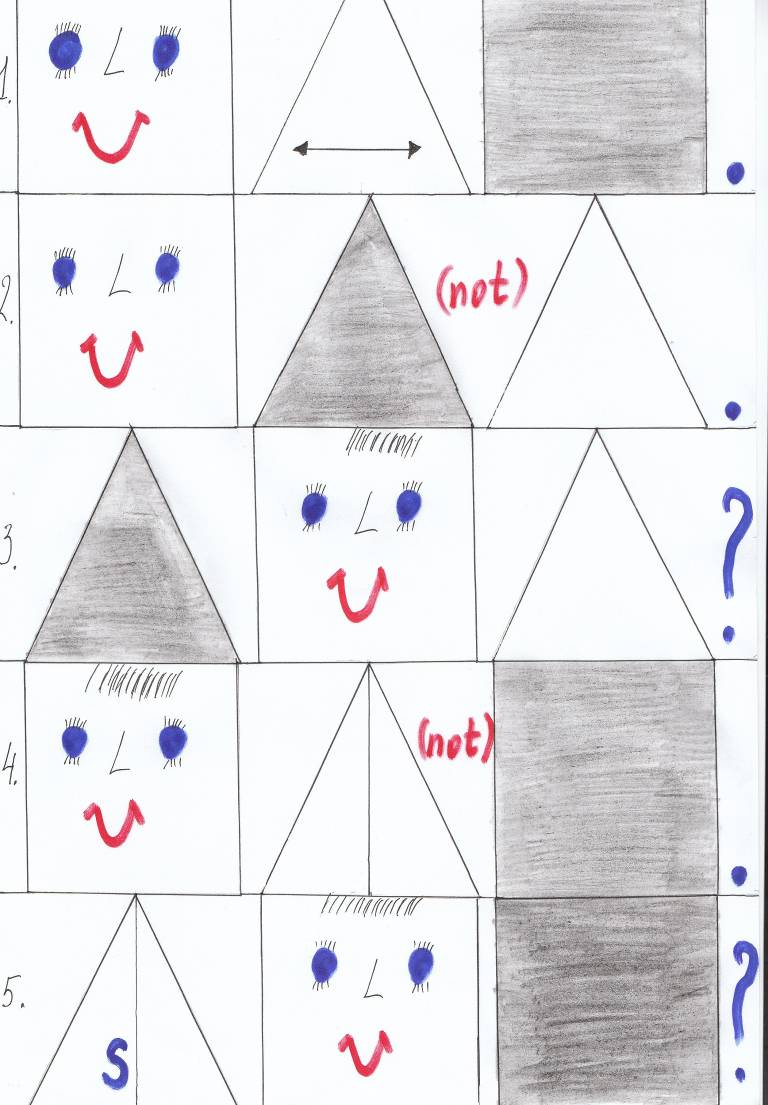 1. .
2. (not) .
3. ?
4. (not) .
5. S ?